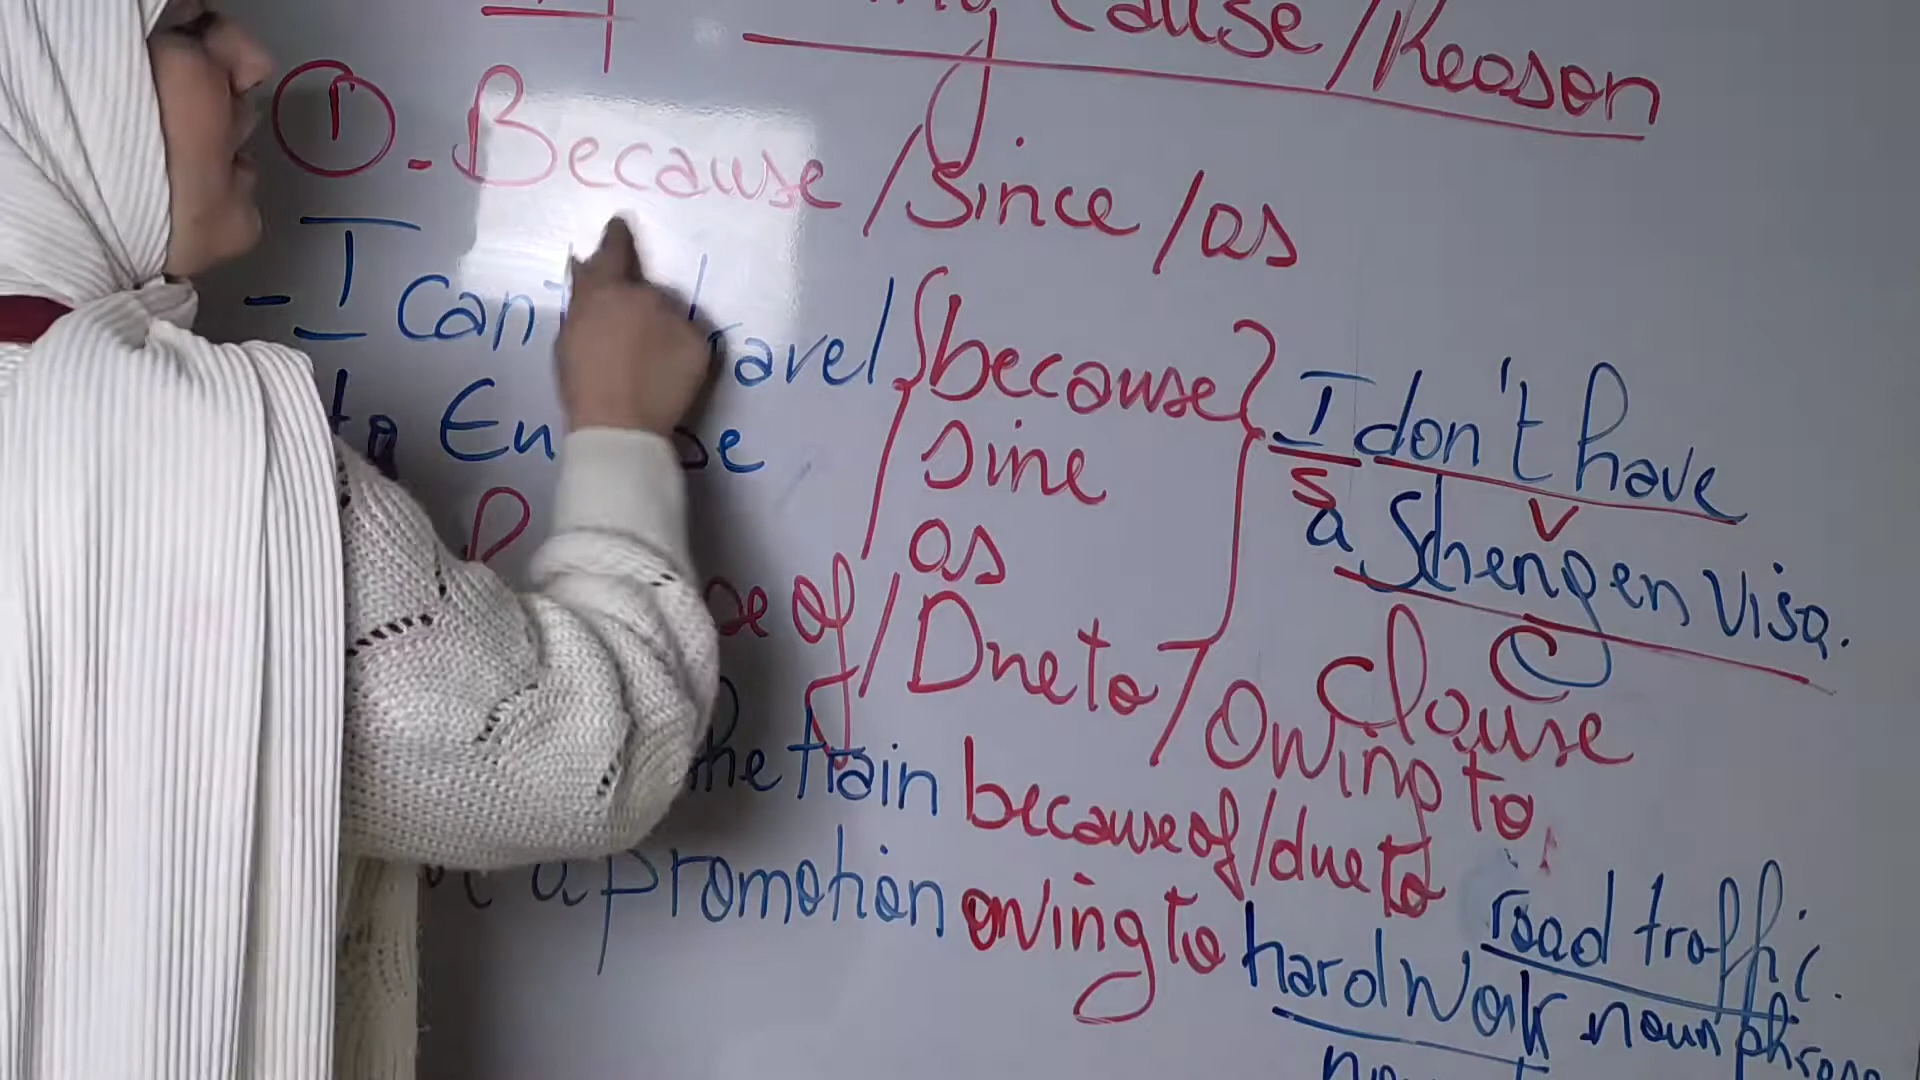 Cause/Reason
① - Because / Since / as
- I can't travel { because } I don't have
to Europe sine S V
as a Shengen visa.
of / Due to / Owing to Clause
the train because of / due to road traffic.
a promotion owing to hard work noun phrase